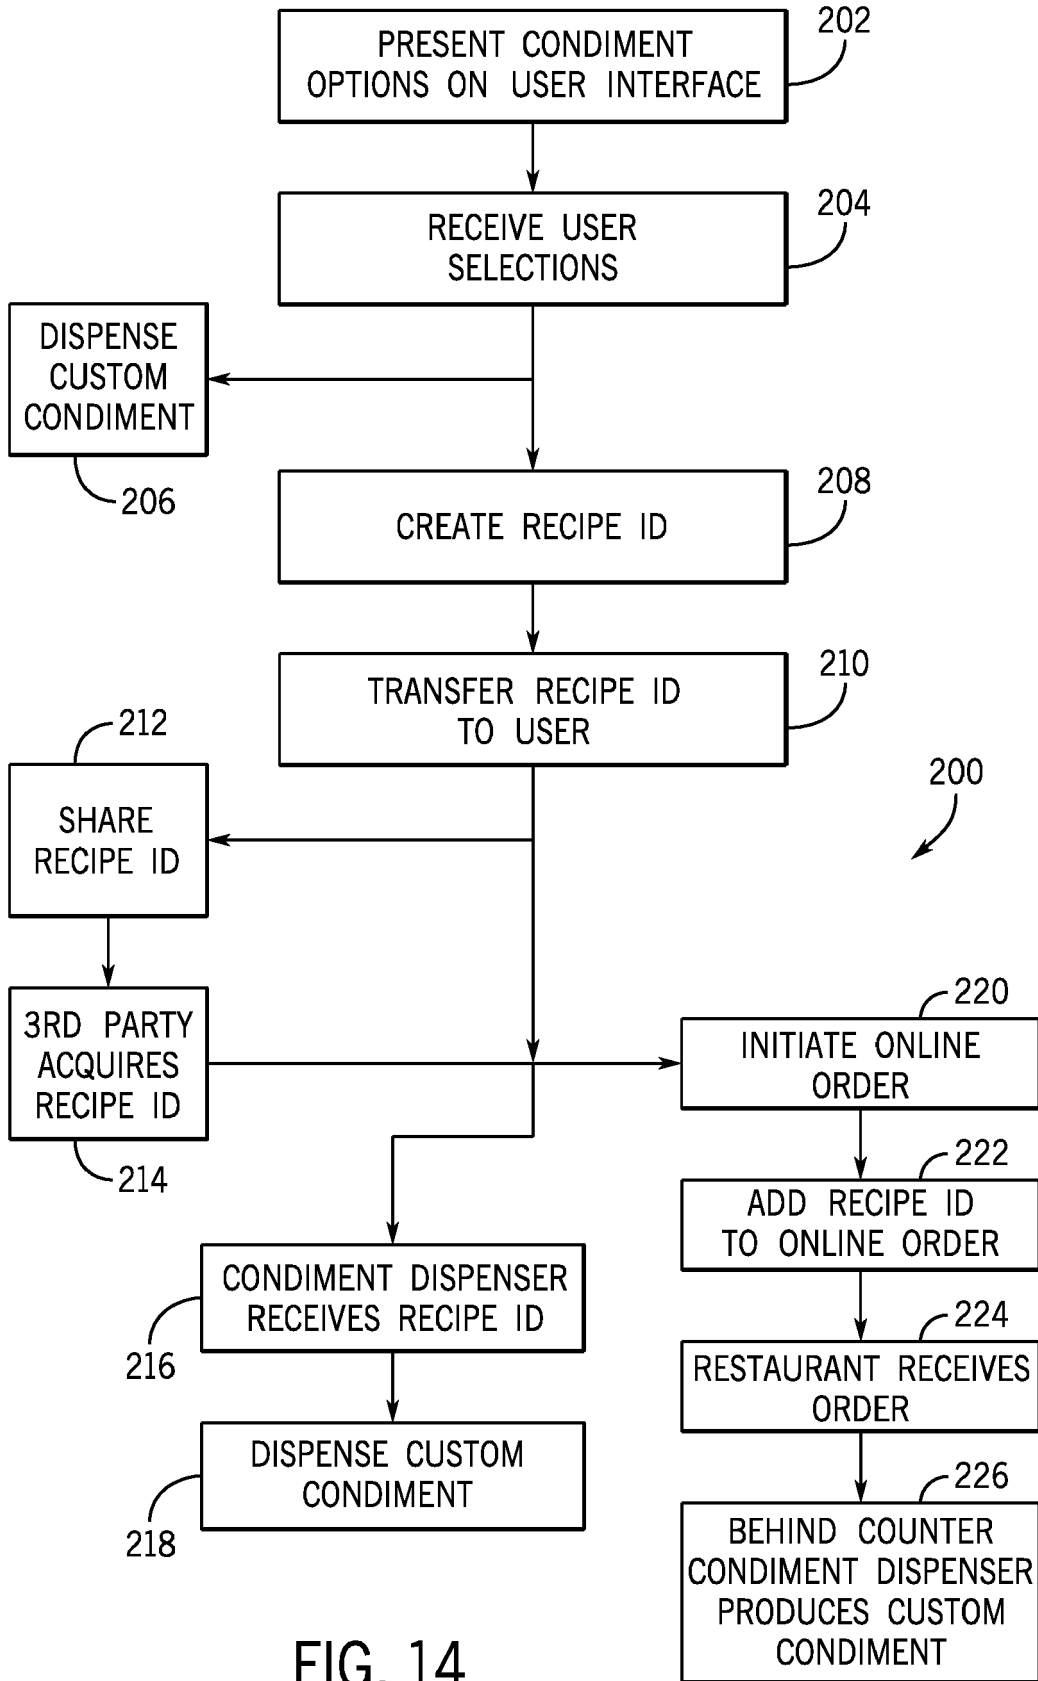 PRESENT CONDIMENT
OPTIONS ON USER INTERFACE
202
RECEIVE USER
SELECTIONS
204
DISPENSE
CUSTOM
CONDIMENT
206
CREATE RECIPE ID
208
TRANSFER RECIPE ID
TO USER
210
212
SHARE
RECIPE ID
200
3RD PARTY
ACQUIRES
RECIPE ID
214
220
INITIATE ONLINE
ORDER
222
ADD RECIPE ID
TO ONLINE ORDER
CONDIMENT DISPENSER
RECEIVES RECIPE ID
216
224
RESTAURANT RECEIVES
ORDER
DISPENSE CUSTOM
CONDIMENT
218
226
BEHIND COUNTER
CONDIMENT DISPENSER
PRODUCES CUSTOM
CONDIMENT
FIG. 14